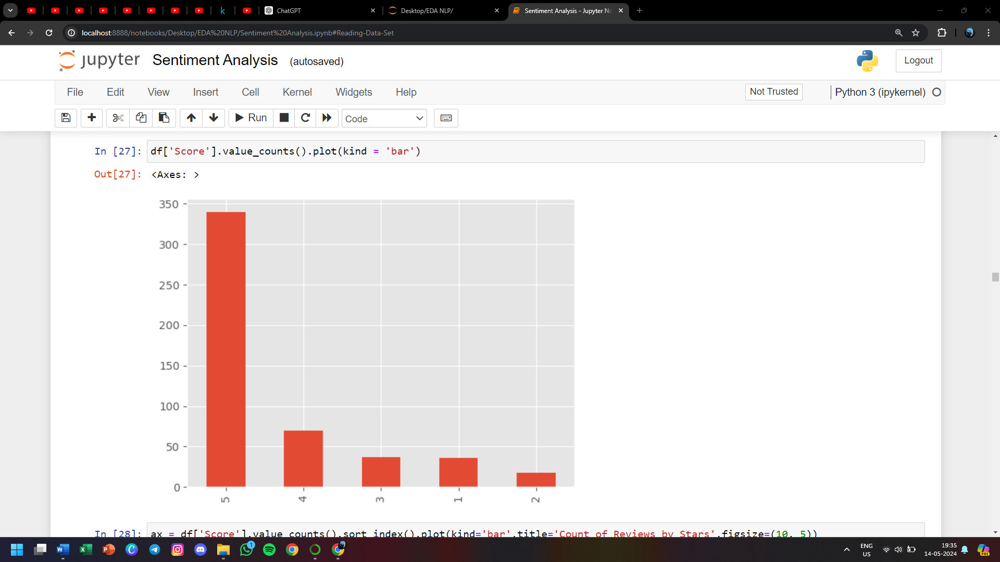 ChatGPT
Desktop/EDA NLP/
Sentiment Analysis - Jupyter No
localhost:8888/notebooks/Desktop/EDA%20NLP/Sentiment%20Analysis.ipynb#Reading-Data-Set
jupyter Sentiment Analysis (autosaved)
Logout
File Edit View Insert Cell Kernel Widgets Help
Not Trusted
Python 3 (ipykernel)
Run
Code
In [27]: df['Score'].value_counts().plot(kind = 'bar')
Out[27]: <Axes: >
350
300
250
200
150
100
50
0
5 4 3 1 2
In [28]: ax = df['Score'].value_counts().sort_index().plot(kind='bar',title='Count of Reviews by Stars',figsize=(10, 5))
1
ENG
US
19:35
14-05-2024
PRE